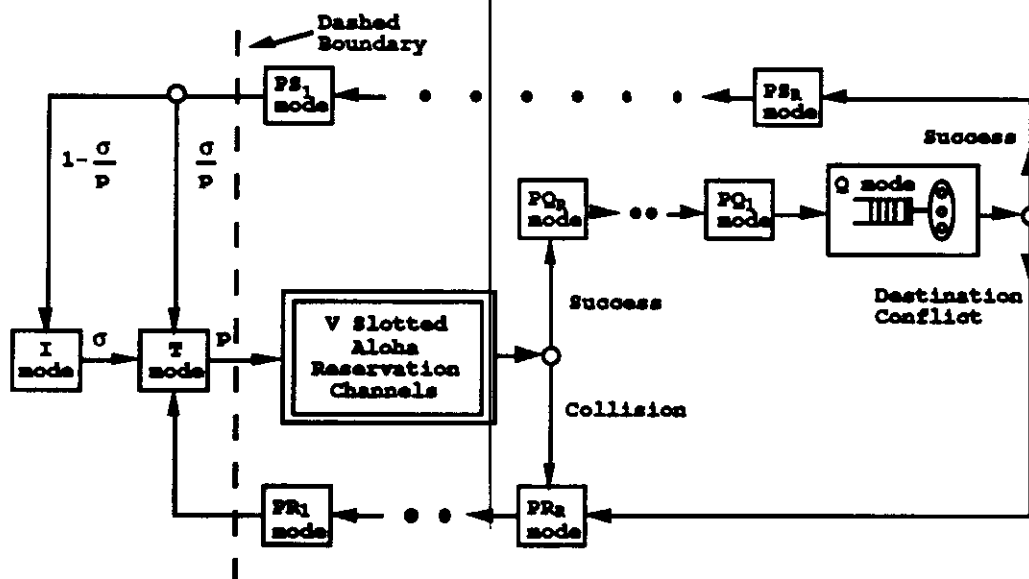 Dashed
Boundary
PS1
mode
PSR
mode
Success
1-σ/p
σ/p
PQR
mode
PQ1
mode
Q mode
Success
Destination
Conflict
I
mode
σ
T
mode
p
V Slotted
Aloha
Reservation
Channels
Collision
PR1
mode
PRR
mode